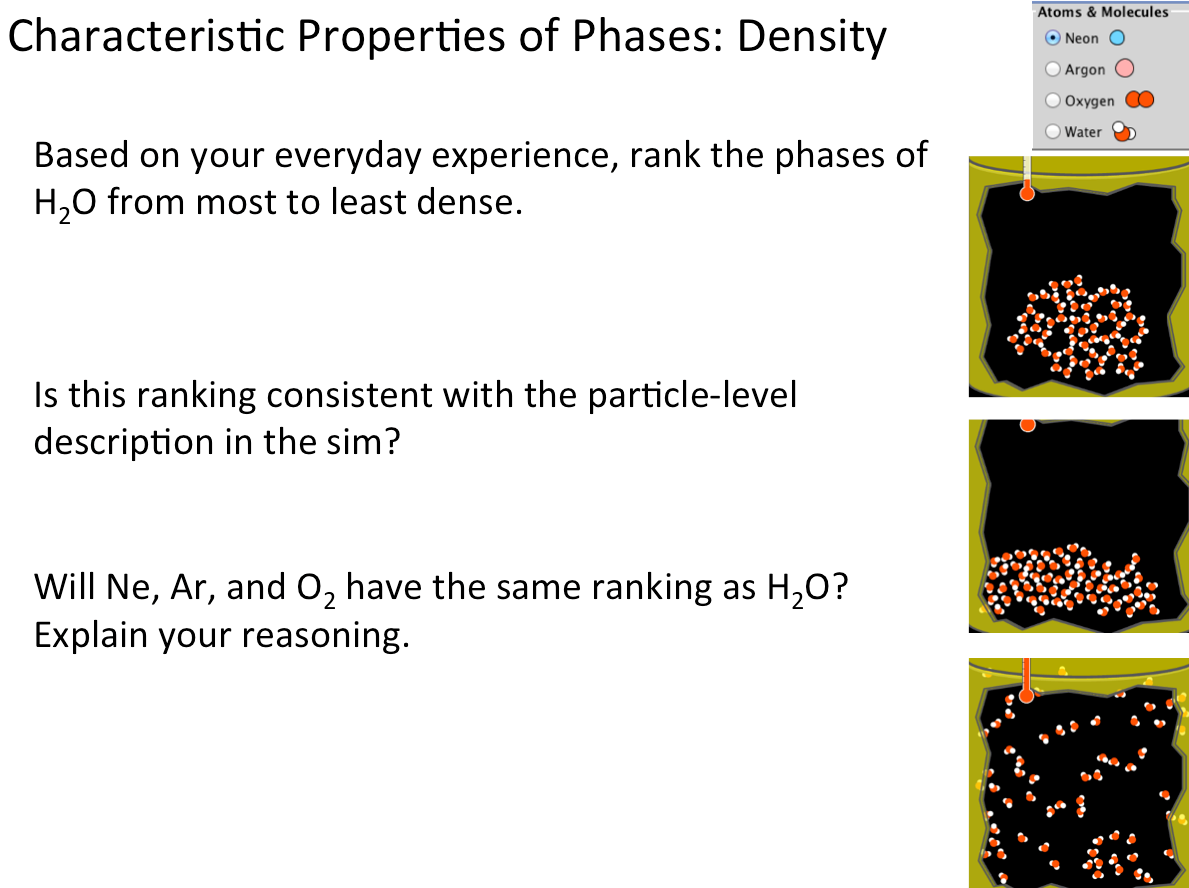 Characteristic Properties of Phases: Density
Atoms & Molecules
Neon
Argon
Oxygen
Water
Based on your everyday experience, rank the phases of
H₂O from most to least dense.
Is this ranking consistent with the particle-level
description in the sim?
Will Ne, Ar, and O₂ have the same ranking as H₂O?
Explain your reasoning.